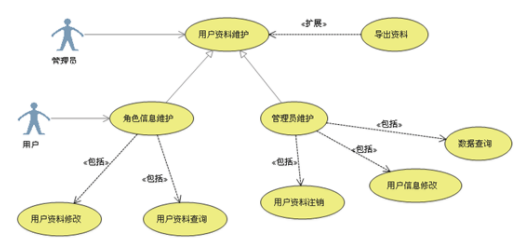 «扩展»
用户资料维护
导出资料
管理员
角色信息维护
管理员维护
«包括»
数据查询
用户
«包括»
«包括»
«包括»
«包括»
用户信息修改
用户资料修改
用户资料查询
用户资料注销